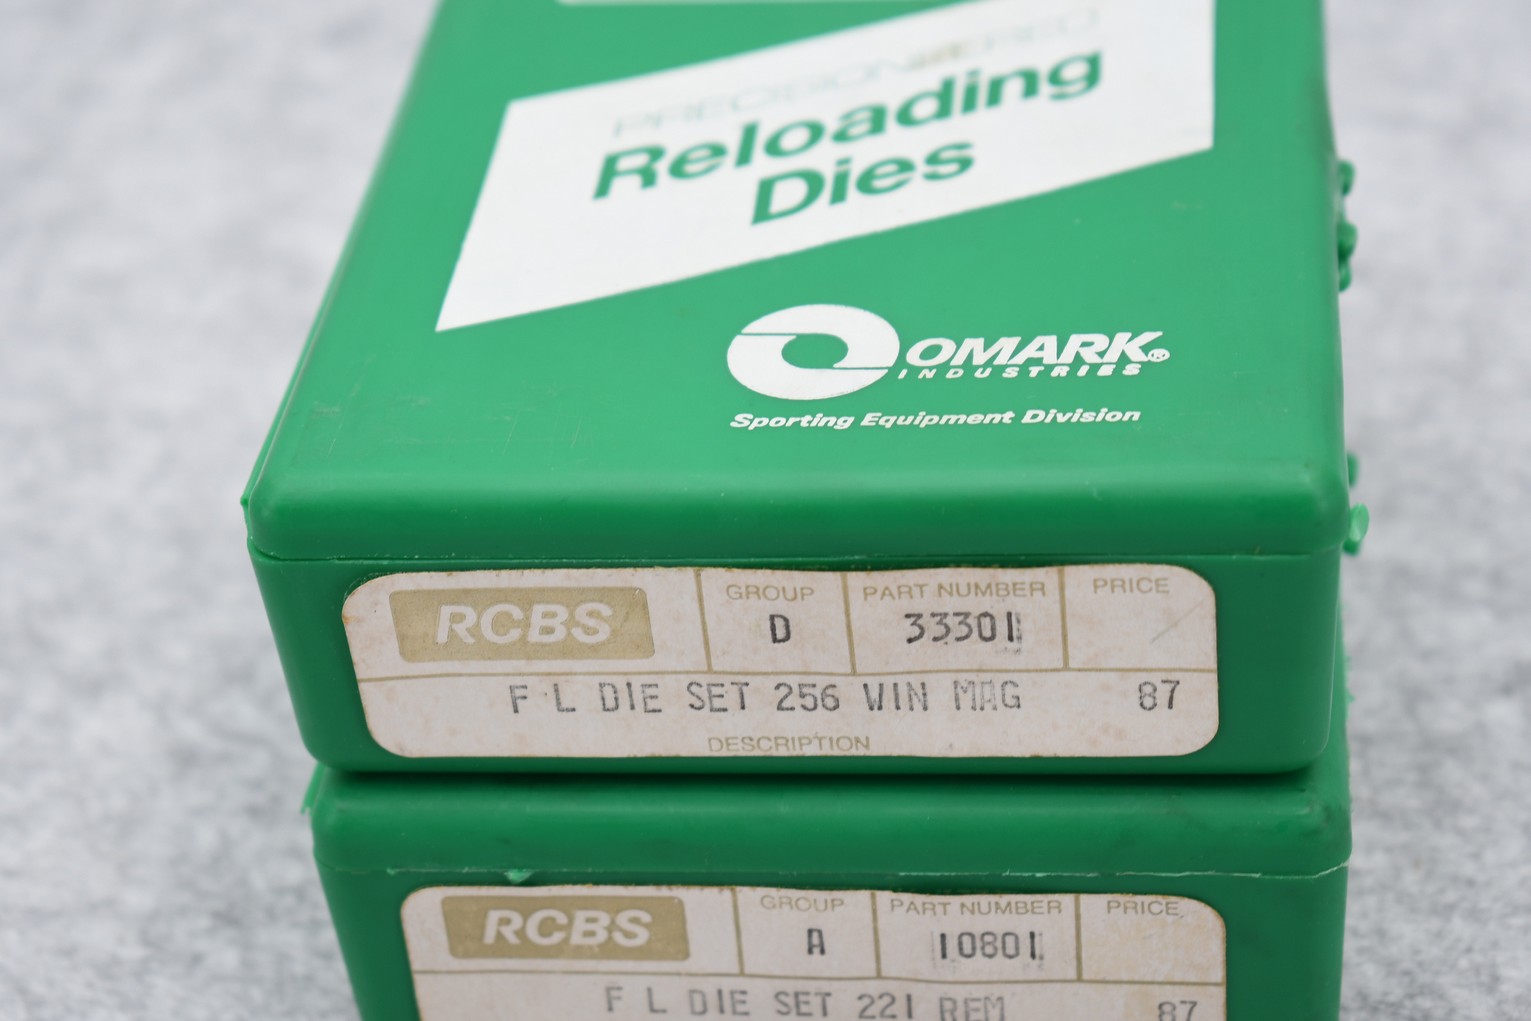 PRECISIONEERED
Reloading
Dies
OMARK®
INDUSTRIES
Sporting Equipment Division
RCBS GROUP PART NUMBER PRICE
D 33301
F L DIE SET 256 WIN MAG 87
DESCRIPTION
RCBS GROUP PART NUMBER PRICE
A 10801
F L DIE SET 221 REM 87